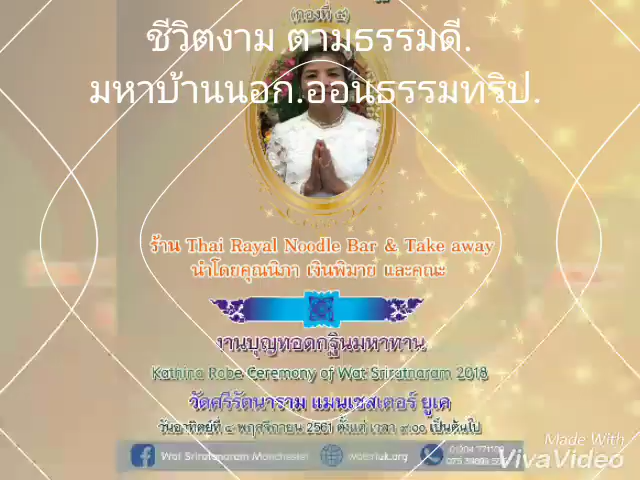 (กองที่ ๕)
ชีวิตงาม ตามธรรมดี.
มหาบ้านนอก.ออนธรรมทริป.
ร้าน Thai Rayal Noodle Bar & Take away
นำโดยคุณนิภา เงินพิมาย และคณะ
งานบุญทอดกฐินมหาทาน
Kathina Robe Ceremony of Wat Sriratnaram 2018
วัดศรีรัตนาราม แมนเชสเตอร์ ยูเค
วันอาทิตย์ที่ ๔ พฤศจิกายน 2561 ตั้งแต่ เวลา ๙.๐๐ เป็นต้นไป
Wat Sriratnaram Manchester
Made With
VivaVideo